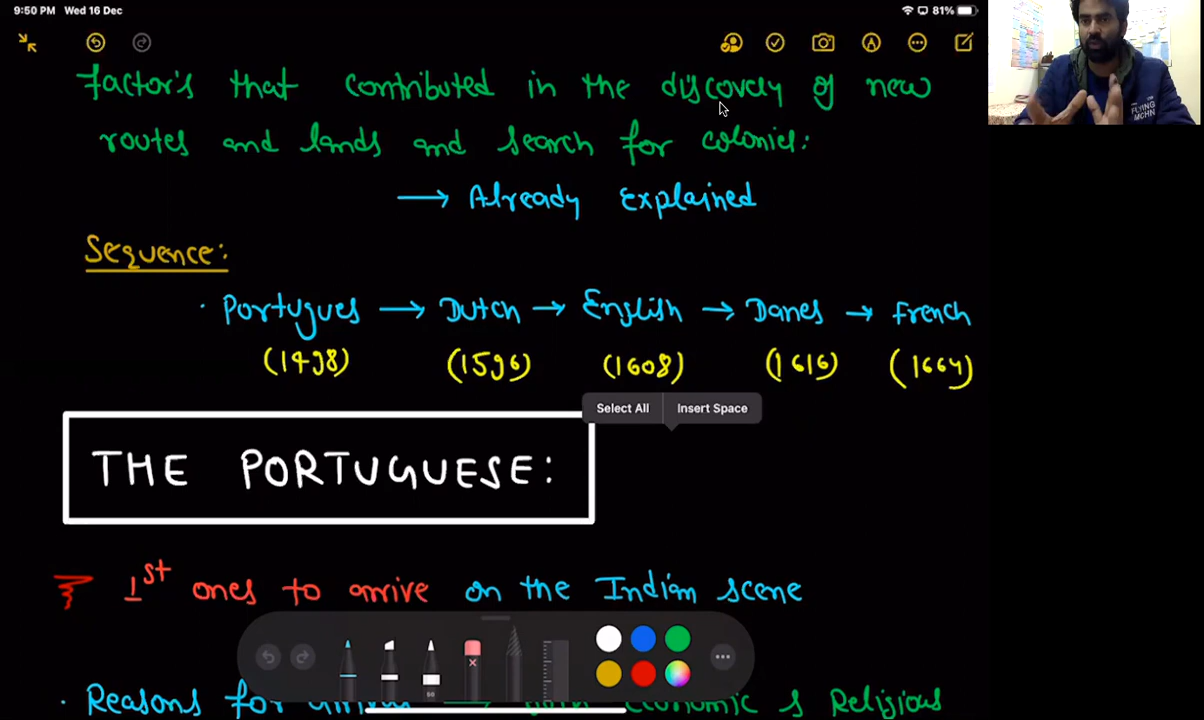 9:50 PM Wed 16 Dec
81%
Factor's that contributed in the discovery of new
routes and lands and search for colonies:
→ Already Explained
Sequence:
· Portugues → Dutch → English → Danes → French
(1498) (1596) (1608) (1616) (1664)
Select All Insert Space
THE PORTUGUESE:
1st ones to arrive on the Indian scene
· Reasons for → Economic & Religious
FLYING
MCHN